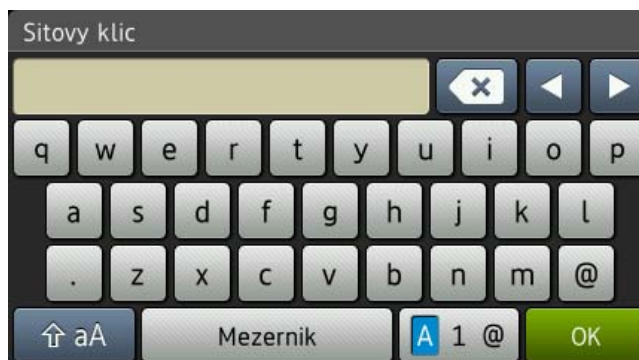 Sitovy klic
q w e r t y u i o p
a s d f g h j k l
. z x c v b n m @
aA Mezernik A 1 @ OK